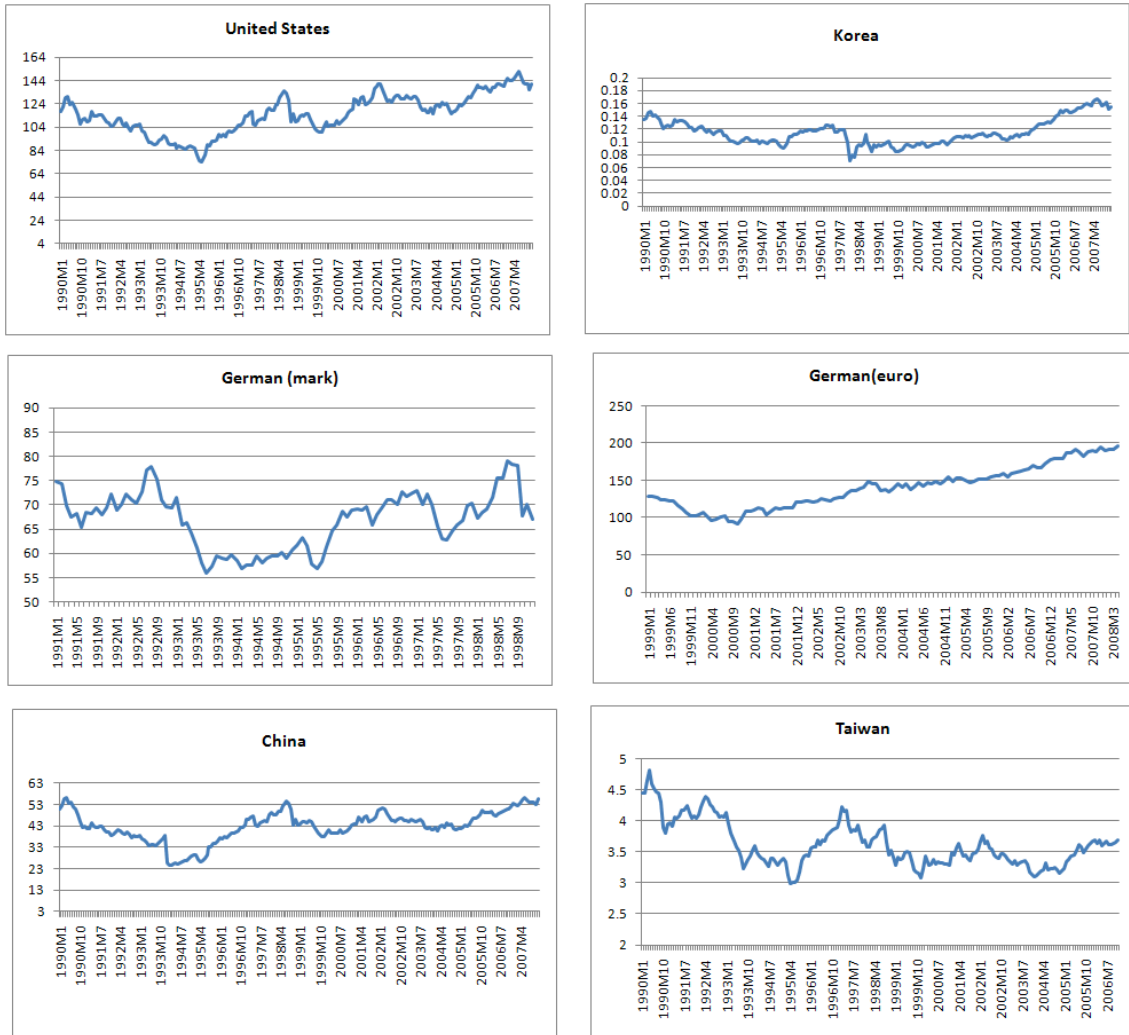 United States
164
144
124
104
84
64
44
24
4
1990M1
1990M10
1991M7
1992M4
1993M1
1993M10
1994M7
1995M4
1996M1
1996M10
1997M7
1998M4
1999M1
1999M10
2000M7
2001M4
2002M1
2002M10
2003M7
2004M4
2005M1
2005M10
2006M7
2007M4
Korea
0.2
0.18
0.16
0.14
0.12
0.1
0.08
0.06
0.04
0.02
0
1990M1
1990M10
1991M7
1992M4
1993M1
1993M10
1994M7
1995M4
1996M1
1996M10
1997M7
1998M4
1999M1
1999M10
2000M7
2001M4
2002M1
2002M10
2003M7
2004M4
2005M1
2005M10
2006M7
2007M4
German (mark)
90
85
80
75
70
65
60
55
50
1991M1
1991M5
1991M9
1992M1
1992M5
1992M9
1993M1
1993M5
1993M9
1994M1
1994M5
1994M9
1995M1
1995M5
1995M9
1996M1
1996M5
1996M9
1997M1
1997M5
1997M9
1998M1
1998M5
1998M9
German(euro)
250
200
150
100
50
0
1999M1
1999M6
1999M11
2000M4
2000M9
2001M2
2001M7
2001M12
2002M5
2002M10
2003M3
2003M8
2004M1
2004M6
2004M11
2005M4
2005M9
2006M2
2006M7
2006M12
2007M5
2007M10
2008M3
China
63
53
43
33
23
13
3
1990M1
1990M10
1991M7
1992M4
1993M1
1993M10
1994M7
1995M4
1996M1
1996M10
1997M7
1998M4
1999M1
1999M10
2000M7
2001M4
2002M1
2002M10
2003M7
2004M4
2005M1
2005M10
2006M7
2007M4
Taiwan
5
4.5
4
3.5
3
2.5
2
1990M1
1990M10
1991M7
1992M4
1993M1
1993M10
1994M7
1995M4
1996M1
1996M10
1997M7
1998M4
1999M1
1999M10
2000M7
2001M4
2002M1
2002M10
2003M7
2004M4
2005M1
2005M10
2006M7